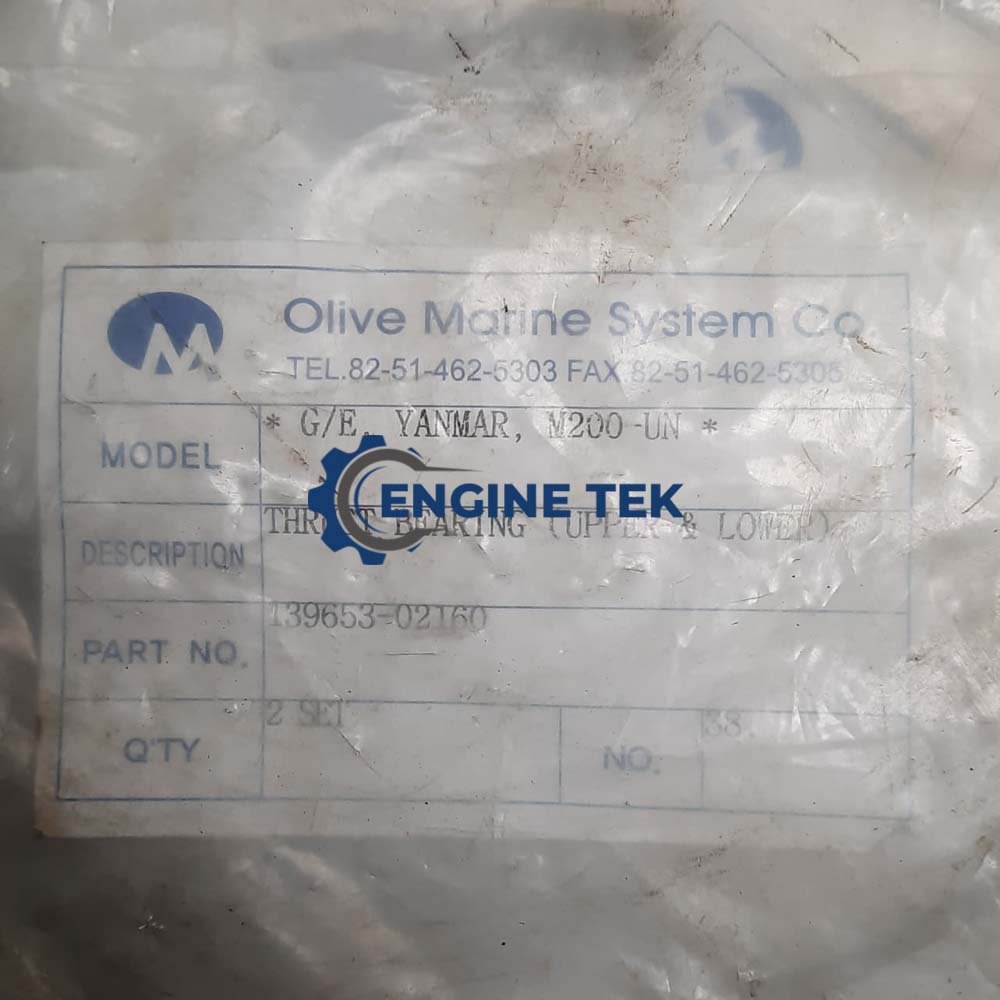 Olive Marine System Co
TEL.82-51-462-5303 FAX.82-51-462-5305
MODEL * G/E, YANMAR, M200-UN *
ENGINE TEK
DESCRIPTION THRUST BEARING (UPPER & LOWER)
PART NO. 139653-02160
Q'TY 2 SET NO. 38.